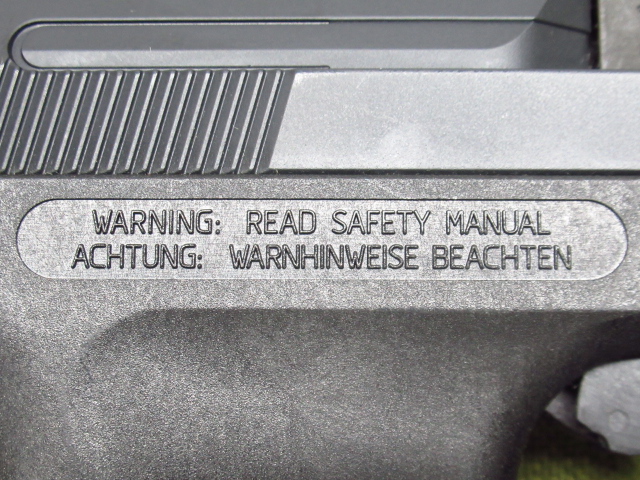 WARNING: READ SAFETY MANUAL
ACHTUNG: WARNHINWEISE BEACHTEN